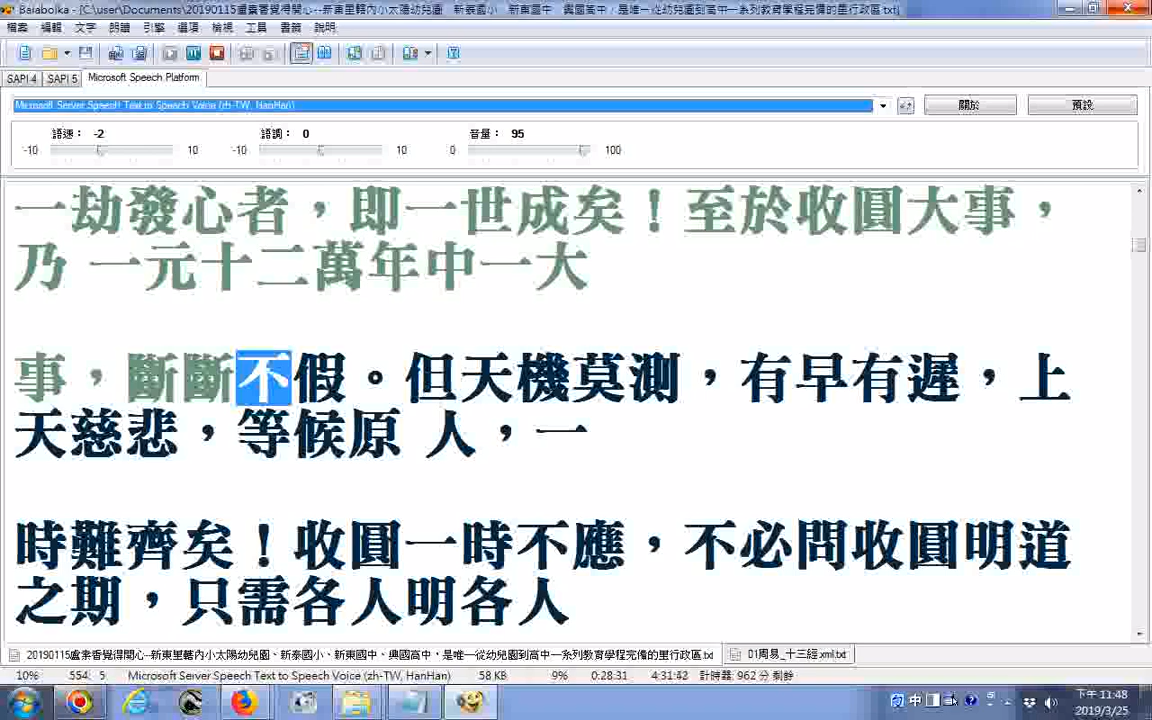 Balabolka - [C:\user\Documents\20190115盧素香覺得開心--新東里轄內小太陽幼兒園、新泰國小、新東國中、興國高中，是唯一從幼兒園到高中一系列教育學程完備的里行政區.txt]
檔案 編輯 文字 朗讀 引擎 選項 檢視 工具 書籤 說明
SAPI 4 SAPI 5 Microsoft Speech Platform
Microsoft Server Speech Text to Speech Voice (zh-TW, HanHan)
關於 預設
語速： -2 語調： 0 音量： 95
-10 10 -10 10 0 100
一劫發心者，即一世成矣！至於收圓大事，
乃 一元十二萬年中一大
事，斷斷不假。但天機莫測，有早有遲，上
天慈悲，等候原 人，一
時難齊矣！收圓一時不應，不必問收圓明道
之期，只需各人明各人
20190115盧素香覺得開心--新東里轄內小太陽幼兒園、新泰國小、新東國中、興國高中，是唯一從幼兒園到高中一系列教育學程完備的里行政區.txt 01周易_十三經.xml.txt
10% 554 : 5 Microsoft Server Speech Text to Speech Voice (zh-TW, HanHan) 58 KB 9% 0:28:31 4:31:42 計時器: 962 分 剩餘
中 下午 11:48
2019/3/25